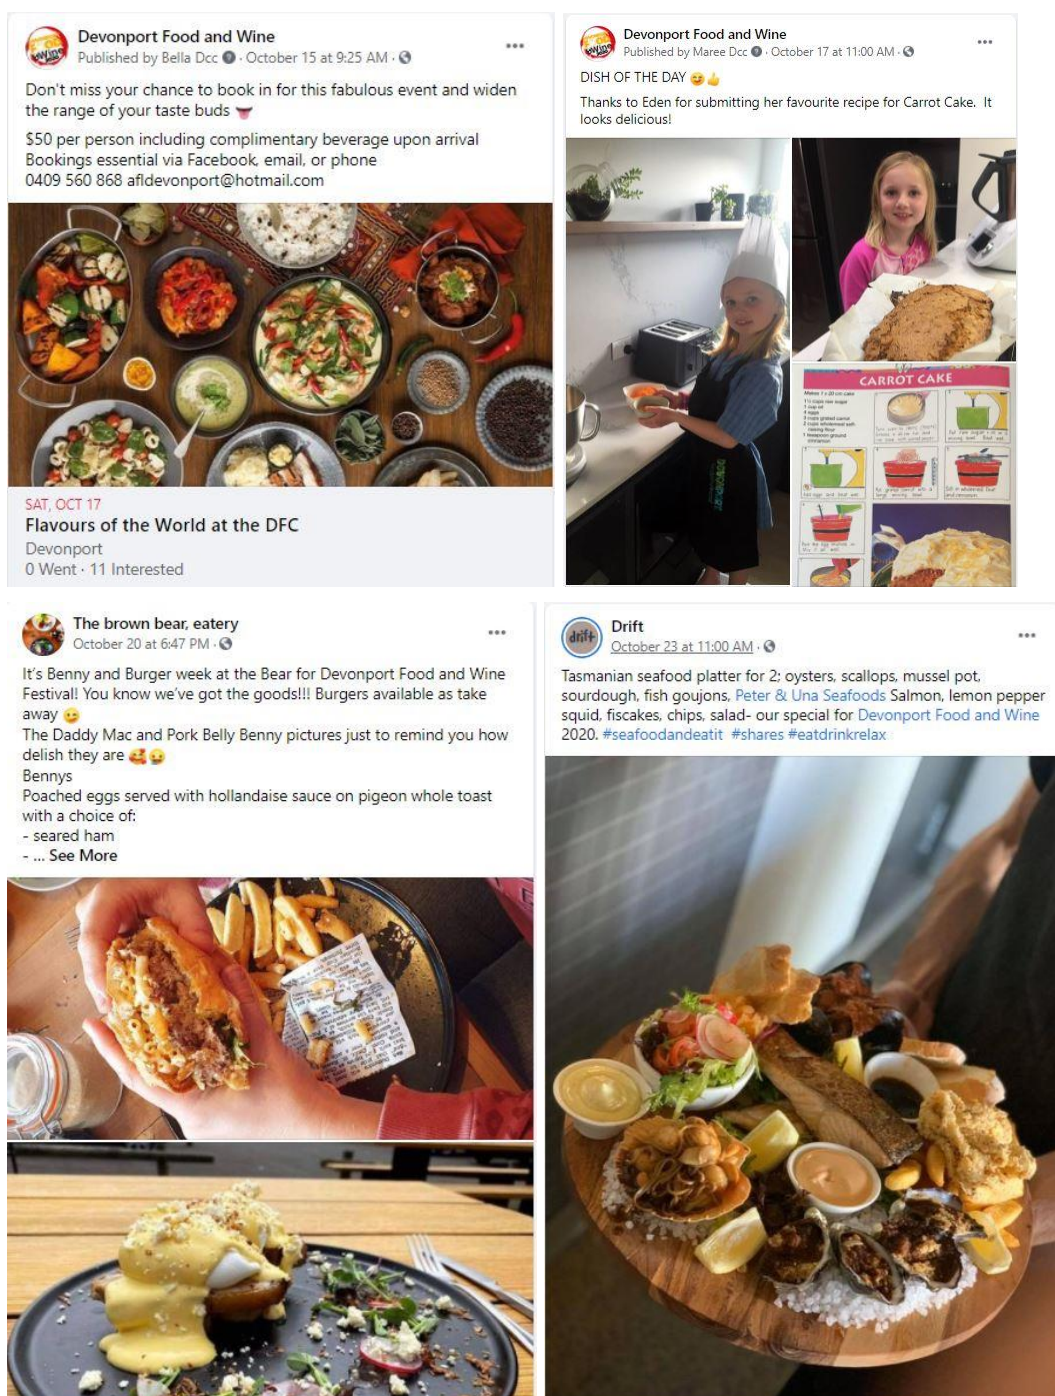 Devonport Food and Wine
Published by Bella Dcc · October 15 at 9:25 AM ·
Don't miss your chance to book in for this fabulous event and widen
the range of your taste buds 👅
$50 per person including complimentary beverage upon arrival
Bookings essential via Facebook, email, or phone
0409 560 868 afldevonport@hotmail.com
SAT, OCT 17
Flavours of the World at the DFC
Devonport
0 Went · 11 Interested
Devonport Food and Wine
Published by Maree Dcc · October 17 at 11:00 AM ·
DISH OF THE DAY 😋👍
Thanks to Eden for submitting her favourite recipe for Carrot Cake. It
looks delicious!
CARROT CAKE
The brown bear, eatery
October 20 at 6:47 PM ·
It's Benny and Burger week at the Bear for Devonport Food and Wine
Festival! You know we've got the goods!!! Burgers available as take
away 😉
The Daddy Mac and Pork Belly Benny pictures just to remind you how
delish they are 🥰😜
Bennys
Poached eggs served with hollandaise sauce on pigeon whole toast
with a choice of:
- seared ham
- ... See More
drift
Drift
October 23 at 11:00 AM ·
Tasmanian seafood platter for 2; oysters, scallops, mussel pot,
sourdough, fish goujons, Peter & Una Seafoods Salmon, lemon pepper
squid, fiscakes, chips, salad- our special for Devonport Food and Wine
2020. #seafoodandeatit #shares #eatdrinkrelax